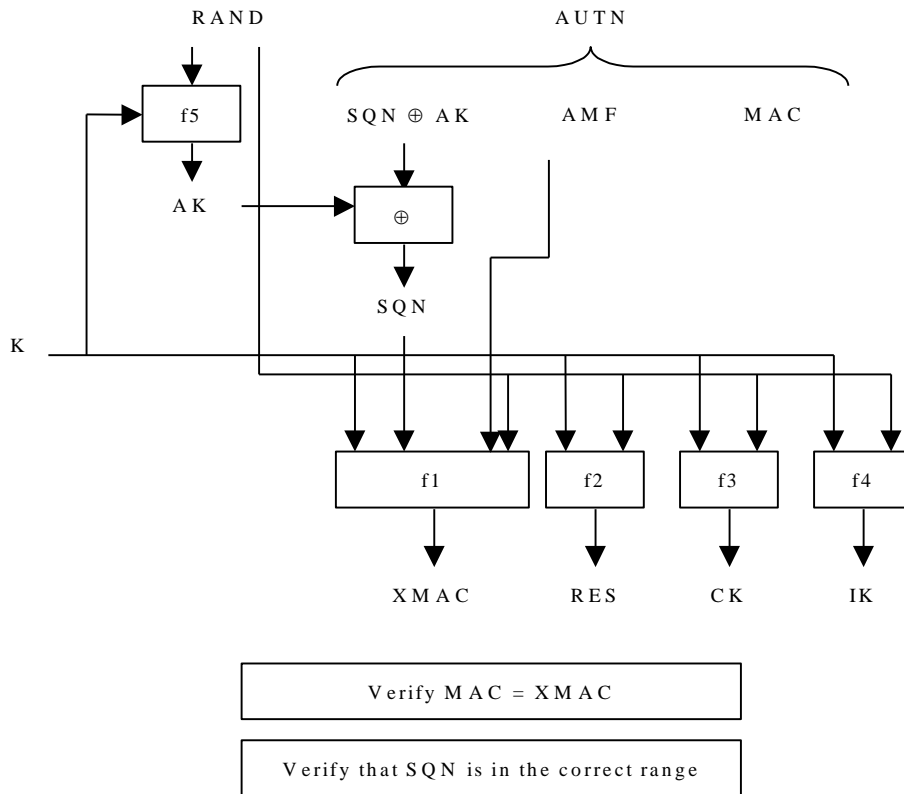 RAND AUTN
f5 SQN ⊕ AK AMF MAC
AK ⊕
SQN
K
f1 f2 f3 f4
XMAC RES CK IK
Verify MAC = XMAC
Verify that SQN is in the correct range